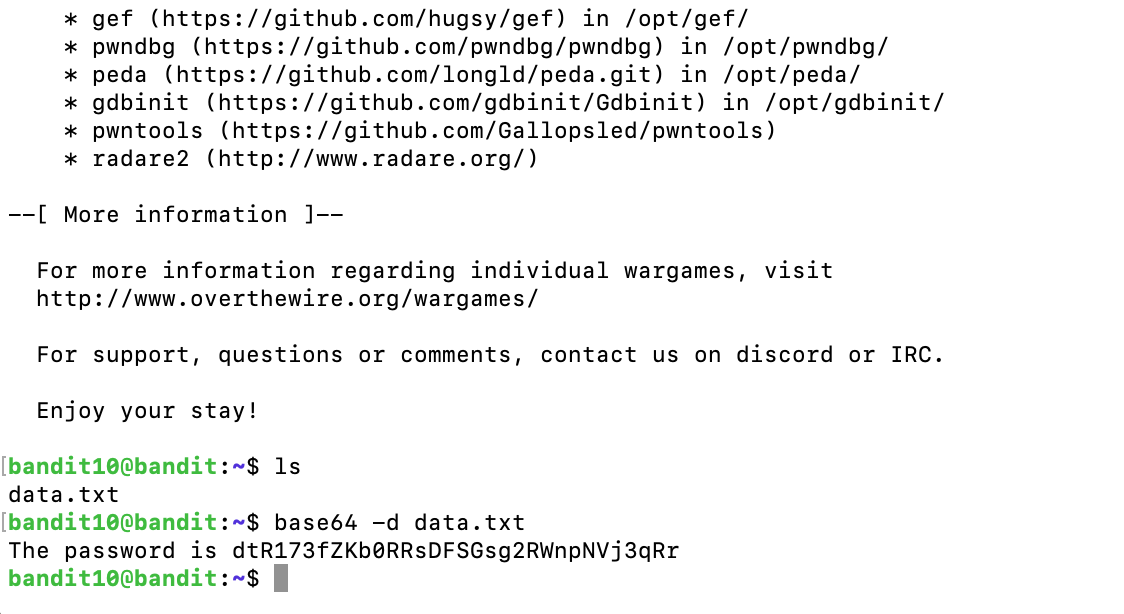 * gef (https://github.com/hugsy/gef) in /opt/gef/
* pwndbg (https://github.com/pwndbg/pwndbg) in /opt/pwndbg/
* peda (https://github.com/longld/peda.git) in /opt/peda/
* gdbinit (https://github.com/gdbinit/Gdbinit) in /opt/gdbinit/
* pwntools (https://github.com/Gallopsled/pwntools)
* radare2 (http://www.radare.org/)
--[ More information ]--
For more information regarding individual wargames, visit
http://www.overthewire.org/wargames/
For support, questions or comments, contact us on discord or IRC.
Enjoy your stay!
[bandit10@bandit:~$ ls
data.txt
[bandit10@bandit:~$ base64 -d data.txt
The password is dtR173fZKb0RRsDFSGsg2RWnpNVj3qRr
bandit10@bandit:~$